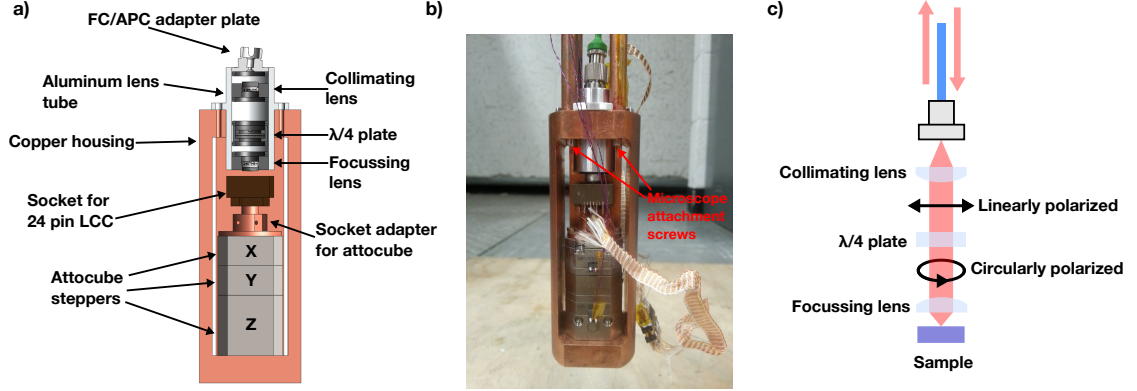 a)
FC/APC adapter plate
Aluminum lens
tube
Copper housing
Socket for
24 pin LCC
Attocube
steppers
Collimating
lens
λ/4 plate
Focussing
lens
Socket adapter
for attocube
X
Y
Z
b)
Microscope
attachment
screws
c)
Collimating lens
Linearly polarized
λ/4 plate
Circularly polarized
Focussing lens
Sample